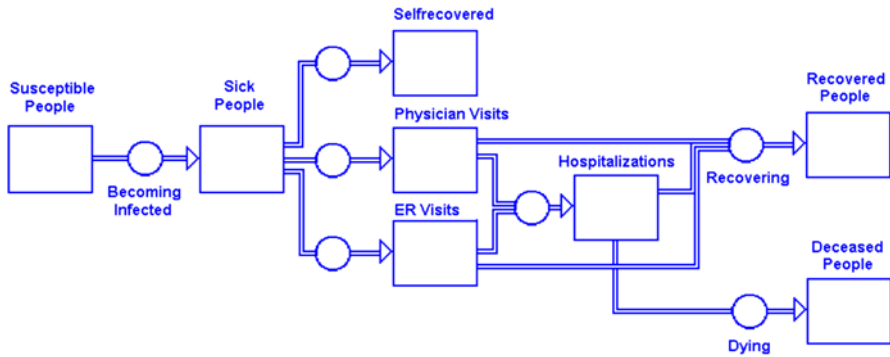 Selfrecovered
Susceptible
People
Sick
People
Recovered
People
Physician Visits
Hospitalizations
Becoming
Infected
Recovering
ER Visits
Deceased
People
Dying